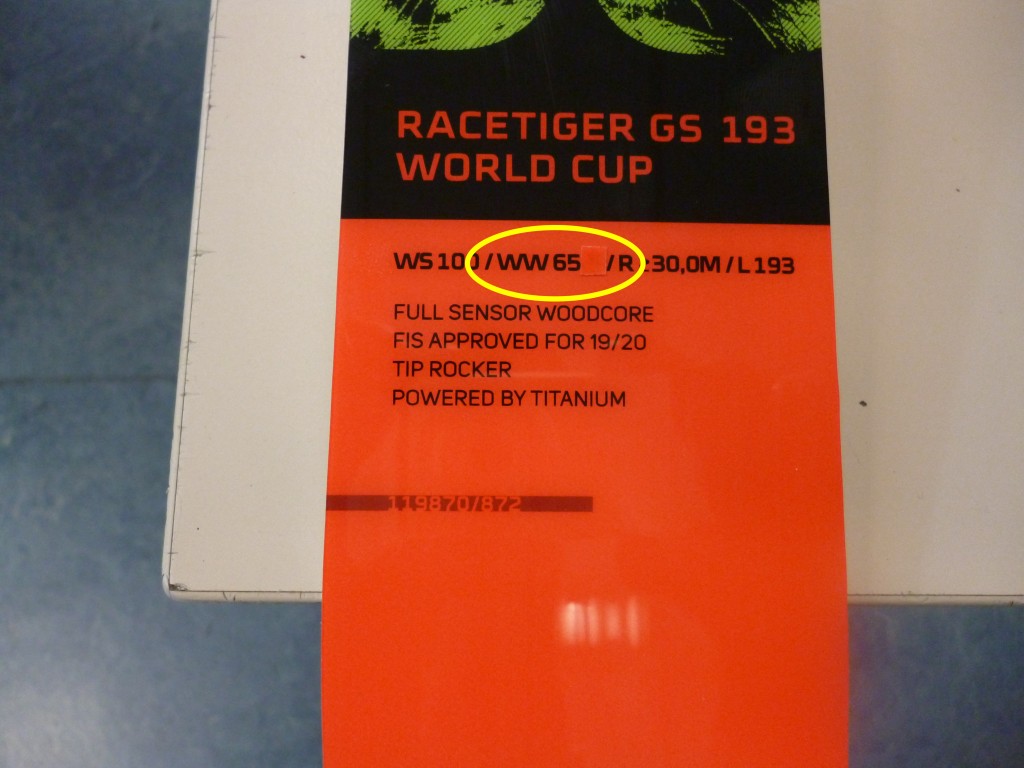 RACETIGER GS 193
WORLD CUP
WS 100 / WW 65 / R :30,0M / L 193
FULL SENSOR WOODCORE
FIS APPROVED FOR 19/20
TIP ROCKER
POWERED BY TITANIUM
119870/872